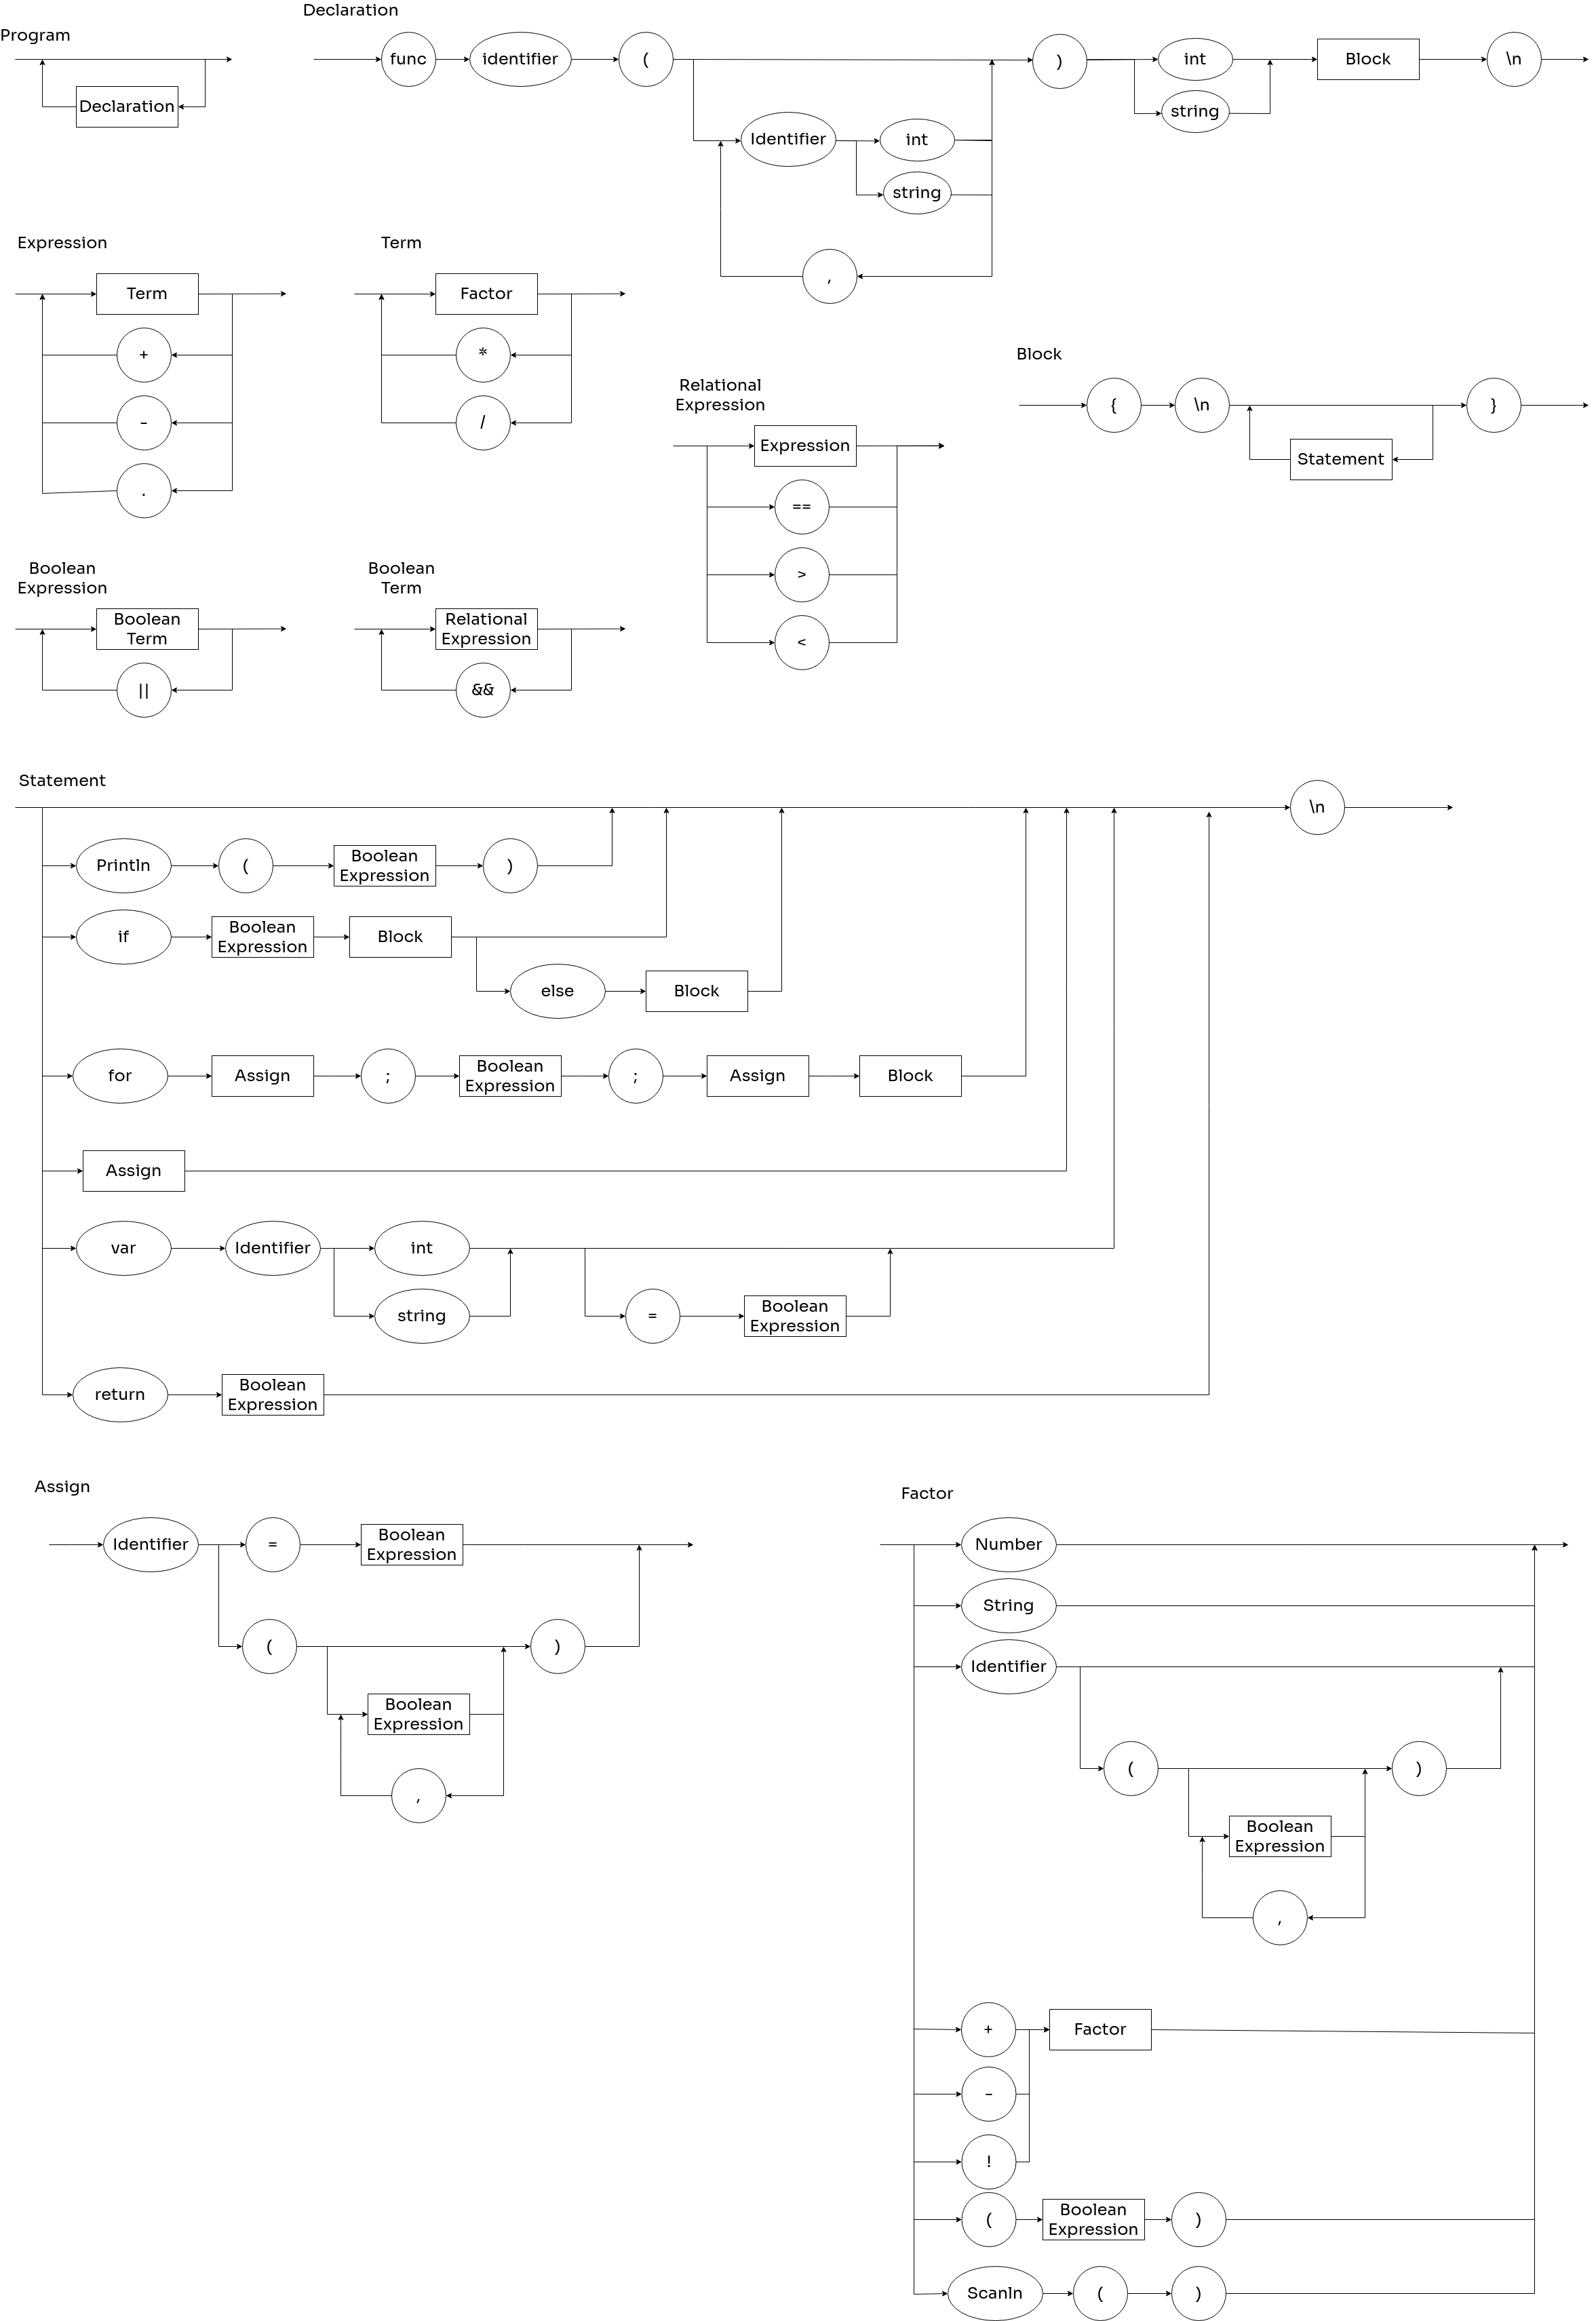 Declaration
Program
func identifier ( ) int Block \n
Declaration
string
Identifier int
string
,
Expression
Term
+
-
.
Term
Factor
*
/
Relational
Expression
Expression
==
>
<
Block
{ \n }
Statement
Boolean
Expression
Boolean
Term
||
Boolean
Term
Relational
Expression
&&
Statement
\n
Println ( Boolean
Expression )
if Boolean
Expression Block
else Block
for Assign ; Boolean
Expression ; Assign Block
Assign
var Identifier int
string = Boolean
Expression
return Boolean
Expression
Assign
Identifier = Boolean
Expression
( )
Boolean
Expression
,
Factor
Number
String
Identifier
( )
Boolean
Expression
,
+ Factor
-
!
( Boolean
Expression )
Scanln ( )